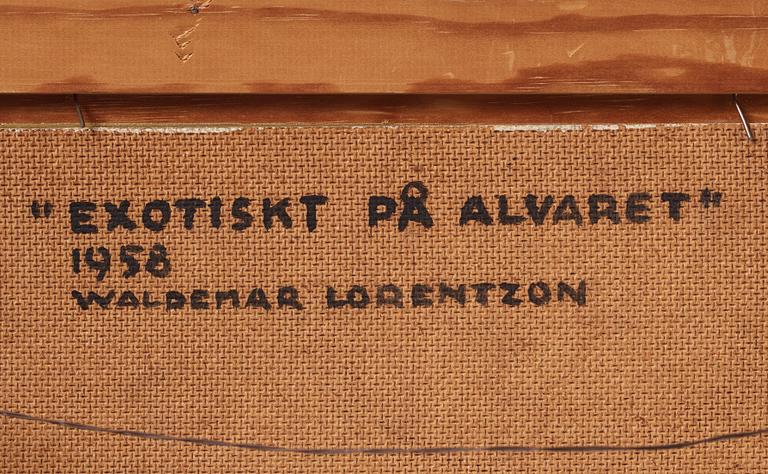 "EXOTISKT PÅ ALVARET"
1958
WALDEMAR LORENTZON